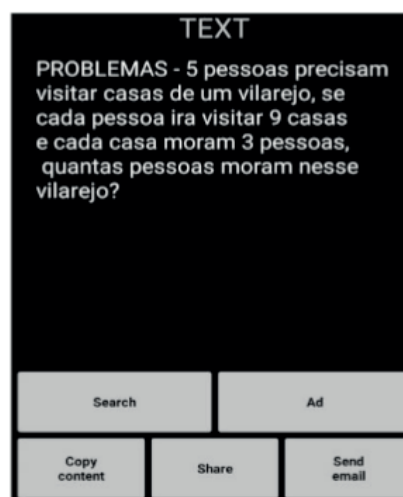 TEXT
PROBLEMAS - 5 pessoas precisam
visitar casas de um vilarejo, se
cada pessoa ira visitar 9 casas
e cada casa moram 3 pessoas,
quantas pessoas moram nesse
vilarejo?
Search
Ad
Copy
content
Share
Send
email